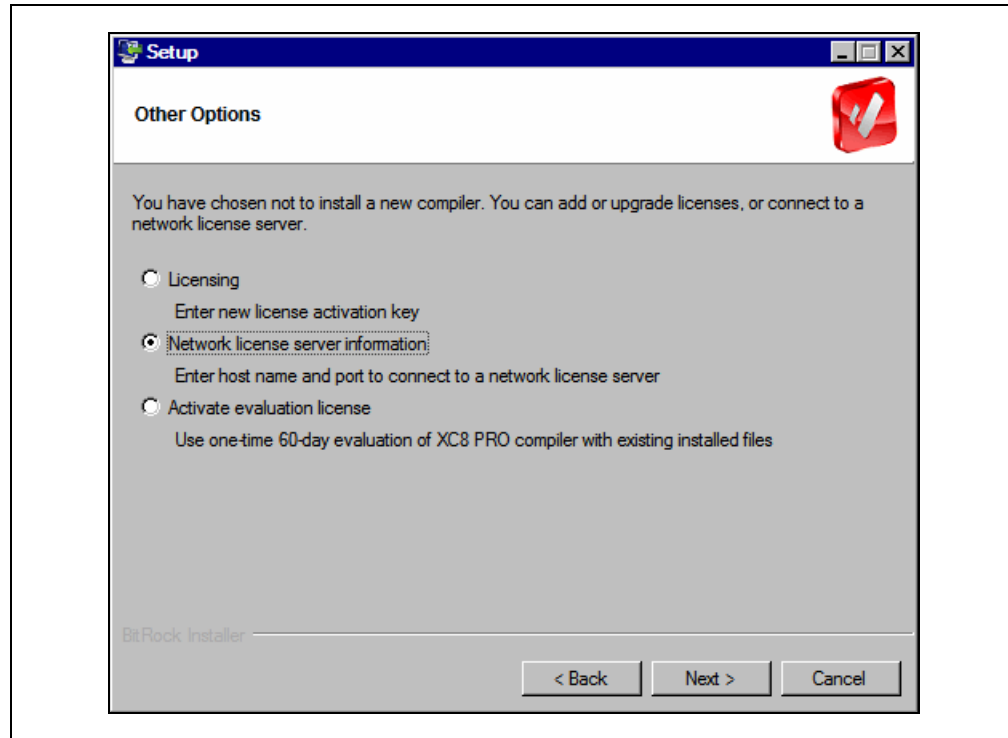 Setup
Other Options
You have chosen not to install a new compiler. You can add or upgrade licenses, or connect to a
network license server.
Licensing
Enter new license activation key
Network license server information
Enter host name and port to connect to a network license server
Activate evaluation license
Use one-time 60-day evaluation of XC8 PRO compiler with existing installed files
BitRock Installer
< Back
Next >
Cancel